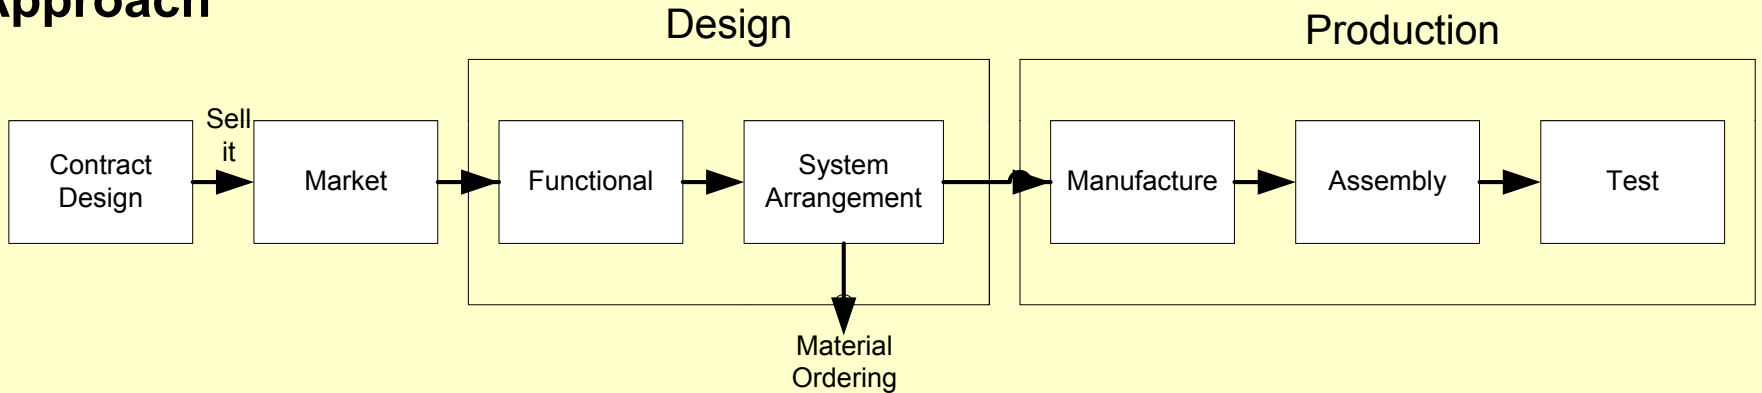 Approach
Design
Production
Sell
it
Contract
Design
Market
Functional
System
Arrangement
Manufacture
Assembly
Test
Material
Ordering